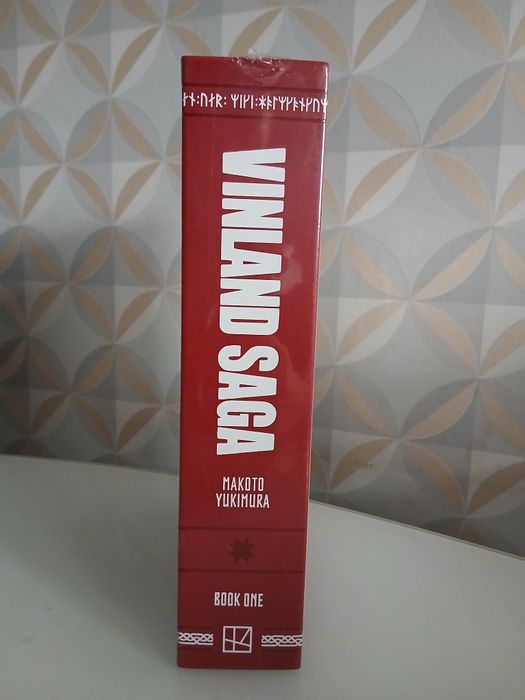 VINLAND SAGA
MAKOTO
YUKIMURA
BOOK ONE